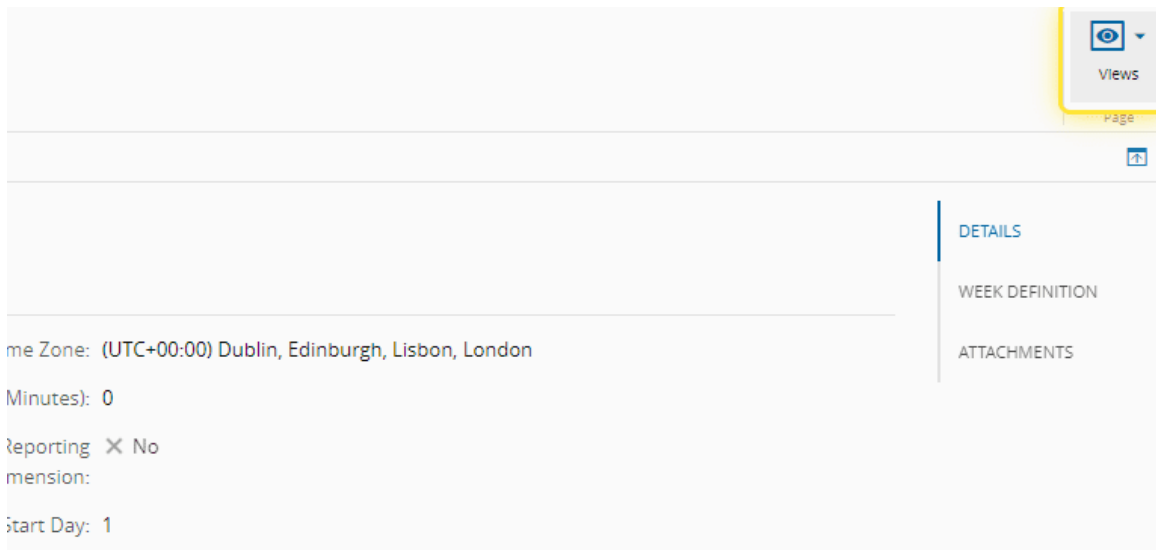 Views
Page
DETAILS
WEEK DEFINITION
me Zone: (UTC+00:00) Dublin, Edinburgh, Lisbon, London
ATTACHMENTS
Minutes): 0
Reporting
mension:
No
Start Day: 1